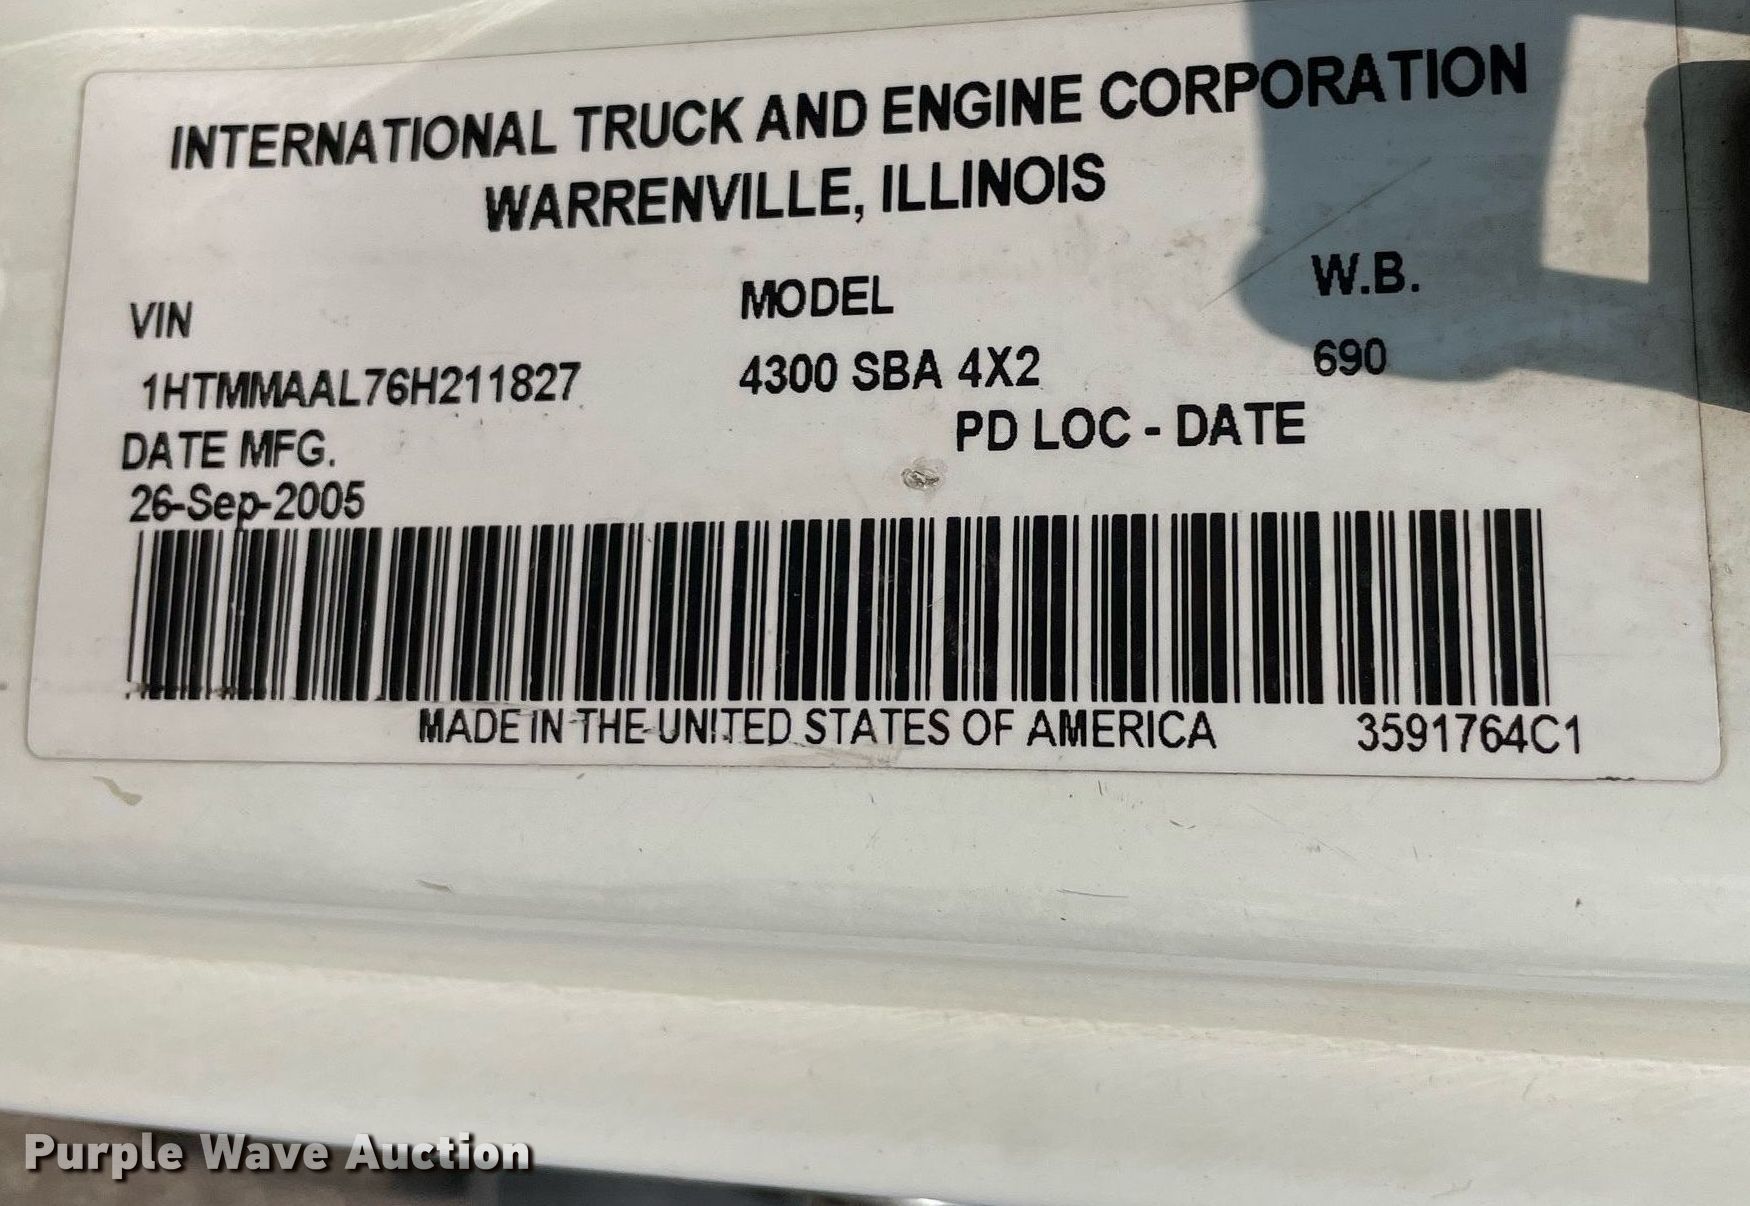 INTERNATIONAL TRUCK AND ENGINE CORPORATION
WARRENVILLE, ILLINOIS
VIN MODEL W.B.
1HTMMAAL76H211827 4300 SBA 4X2 690
DATE MFG. PD LOC - DATE
26-Sep-2005
MADE IN THE UNITED STATES OF AMERICA 3591764C1
Purple Wave Auction